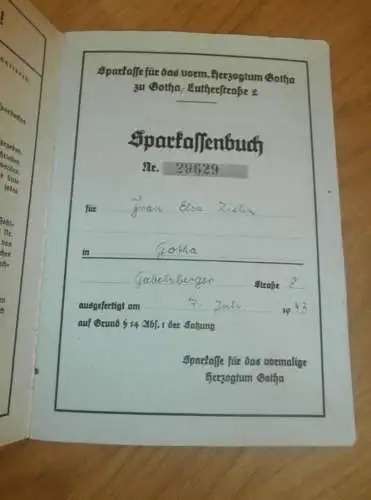 Sparkasse für das vorm. Herzogtum Gotha
zu Gotha, Lutherstraße 2
Sparkassenbuch
Nr. 29629
für Frau Elsa
in Gotha
Gabelsberger Straße 2
ausgefertigt am 7. Juli 1943
auf Grund § 14 Abs. 1 der Satzung
Sparkasse für das vormalige
Herzogtum Gotha